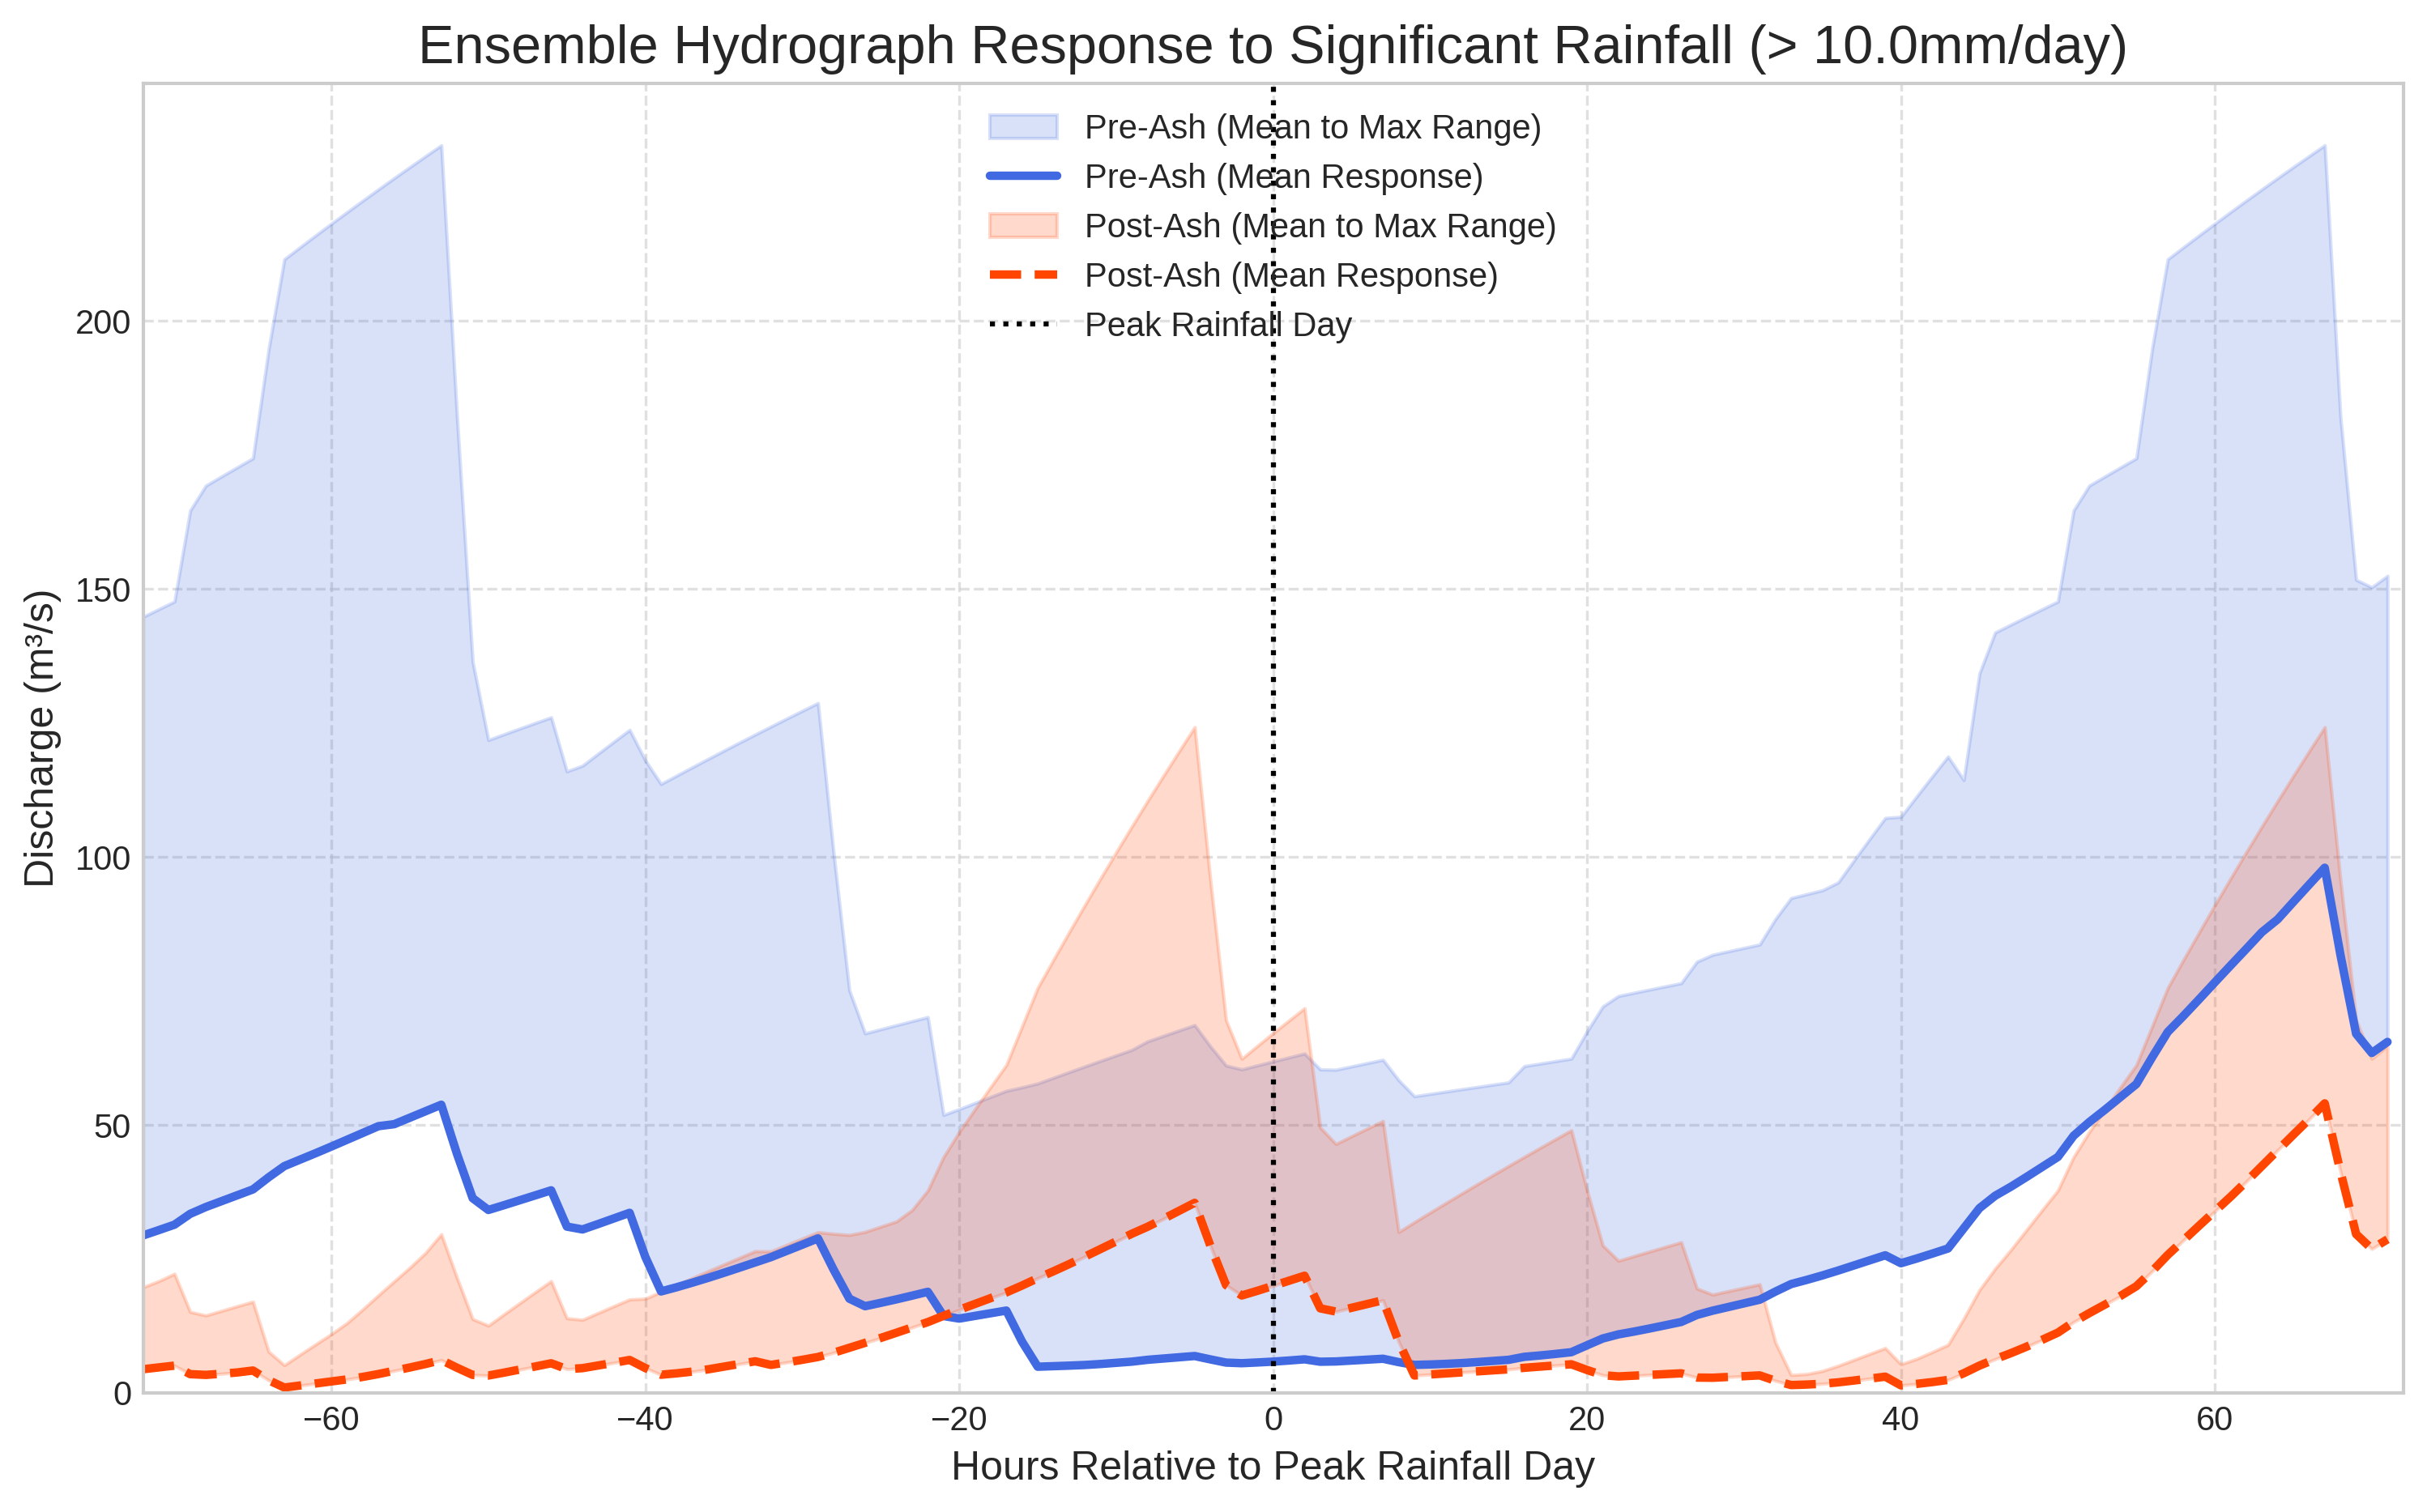 Ensemble Hydrograph Response to Significant Rainfall (> 10.0mm/day)
Pre-Ash (Mean to Max Range)
Pre-Ash (Mean Response)
Post-Ash (Mean to Max Range)
Post-Ash (Mean Response)
Peak Rainfall Day
Discharge (m³/s)
200
150
100
50
0
−60
−40
−20
0
20
40
60
Hours Relative to Peak Rainfall Day